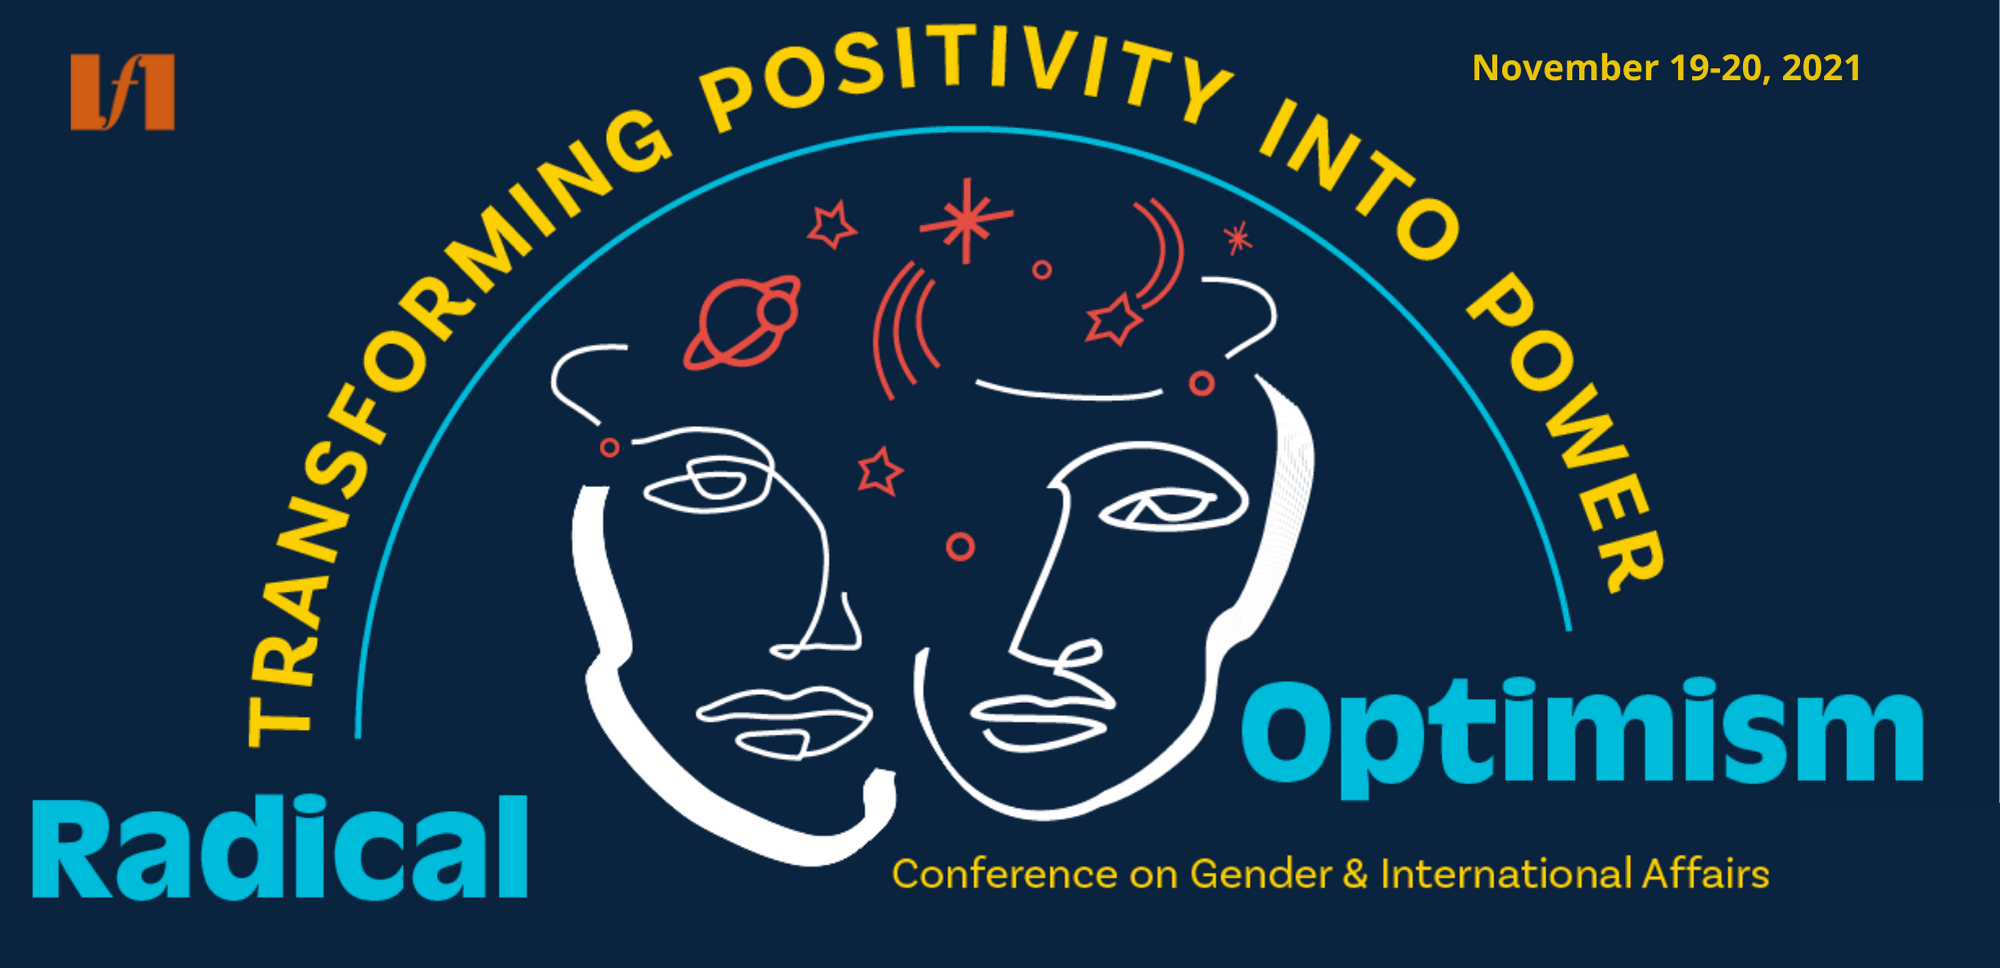 November 19-20, 2021
TRANSFORMING POSITIVITY INTO POWER
Radical
Optimism
Conference on Gender & International Affairs